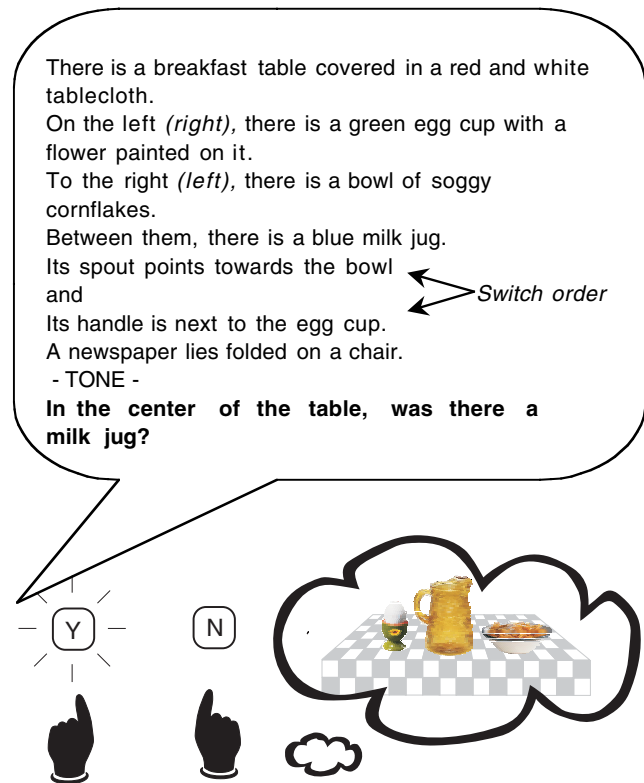 There is a breakfast table covered in a red and white
tablecloth.
On the left (right), there is a green egg cup with a
flower painted on it.
To the right (left), there is a bowl of soggy
cornflakes.
Between them, there is a blue milk jug.
Its spout points towards the bowl
and
Switch order
Its handle is next to the egg cup.
A newspaper lies folded on a chair.
- TONE -
In the center of the table, was there a
milk jug?
Y
N